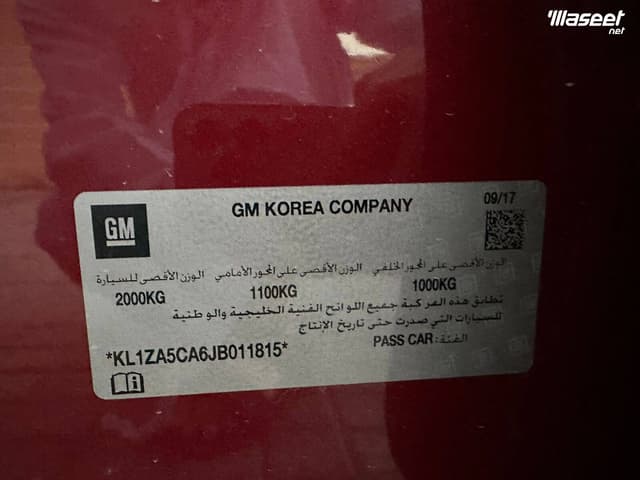 Waseet
net
GM
GM KOREA COMPANY
09/17
الوزن الأقصى على المحور الخلفي الوزن الأقصى على المحور الأمامي الوزن الأقصى للسيارة
2000KG 1100KG 1000KG
تطابق هذه المركبة جميع اللوائح الفنية الخليجية والوطنية
للسيارات التي صدرت حتى تاريخ الإنتاج
الفئة: PASS CAR
*KL1ZA5CA6JB011815*